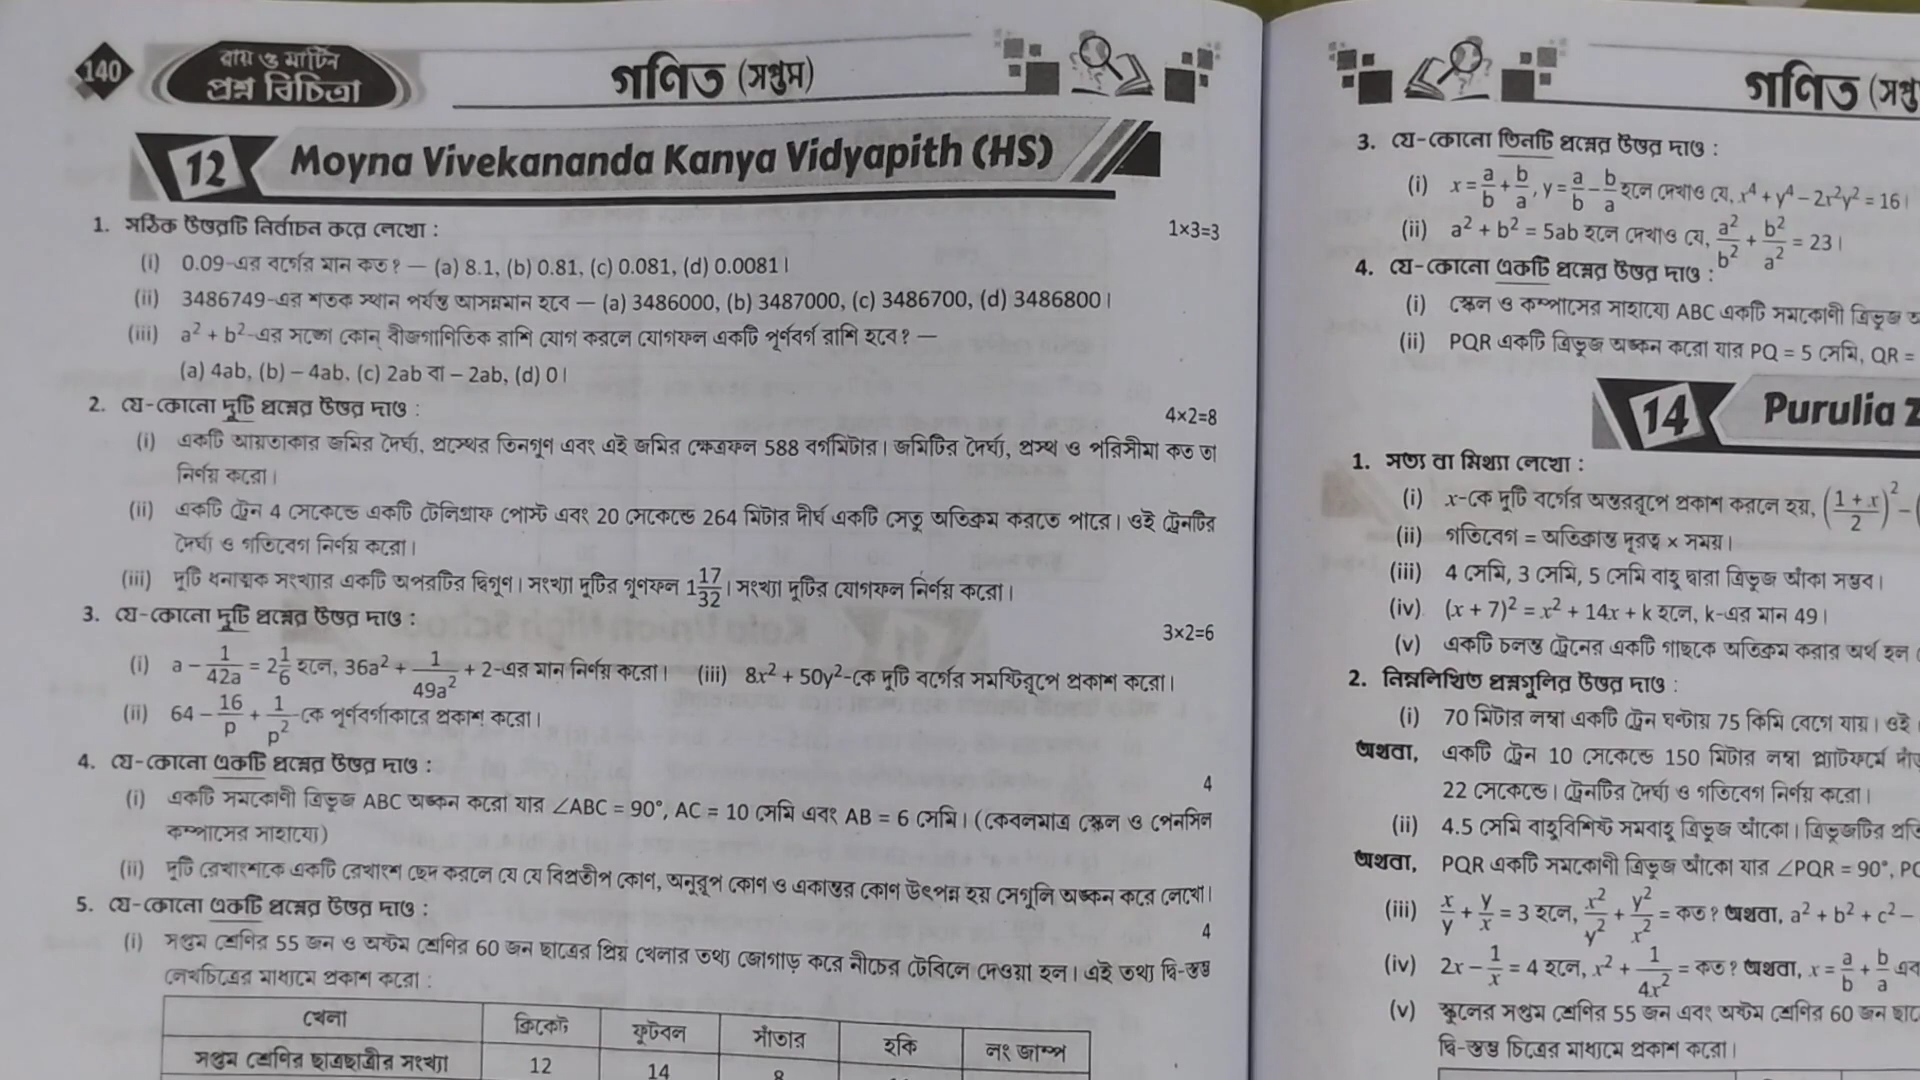 140
রায় ও মার্টিন
প্রশ্ন বিচিত্রা
গণিত (সপ্তম)
12 Moyna Vivekananda Kanya Vidyapith (HS)
1. সঠিক উত্তরটি নির্বাচন করে লেখো : 1×3=3
(i) 0.09-এর বর্গের মান কত? — (a) 8.1, (b) 0.81, (c) 0.081, (d) 0.0081।
(ii) 3486749-এর শতক স্থান পর্যন্ত আসন্নমান হবে — (a) 3486000, (b) 3487000, (c) 3486700, (d) 3486800।
(iii) a² + b²-এর সঙ্গে কোন্ বীজগাণিতিক রাশি যোগ করলে যোগফল একটি পূর্ণবর্গ রাশি হবে? —
(a) 4ab, (b) – 4ab, (c) 2ab বা – 2ab, (d) 0।
2. যে-কোনো দুটি প্রশ্নের উত্তর দাও : 4×2=8
(i) একটি আয়তাকার জমির দৈর্ঘ্য, প্রস্থের তিনগুণ এবং এই জমির ক্ষেত্রফল 588 বর্গমিটার। জমিটির দৈর্ঘ্য, প্রস্থ ও পরিসীমা কত তা
নির্ণয় করো।
(ii) একটি ট্রেন 4 সেকেন্ডে একটি টেলিগ্রাফ পোস্ট এবং 20 সেকেন্ডে 264 মিটার দীর্ঘ একটি সেতু অতিক্রম করতে পারে। ওই ট্রেনটির
দৈর্ঘ্য ও গতিবেগ নির্ণয় করো।
(iii) দুটি ধনাত্মক সংখ্যার একটি অপরটির দ্বিগুণ। সংখ্যা দুটির গুণফল 1 17/32। সংখ্যা দুটির যোগফল নির্ণয় করো।
3. যে-কোনো দুটি প্রশ্নের উত্তর দাও : 3×2=6
(i) a – 1/42a = 2 1/6 হলে, 36a² + 1/49a² + 2-এর মান নির্ণয় করো। (iii) 8x² + 50y²-কে দুটি বর্গের সমষ্টিরূপে প্রকাশ করো।
(ii) 64 – 16/p + 1/p² -কে পূর্ণবর্গাকারে প্রকাশ করো।
4. যে-কোনো একটি প্রশ্নের উত্তর দাও : 4
(i) একটি সমকোণী ত্রিভুজ ABC অঙ্কন করো যার ∠ABC = 90°, AC = 10 সেমি এবং AB = 6 সেমি। (কেবলমাত্র স্কেল ও পেনসিল
কম্পাসের সাহায্যে)
(ii) দুটি রেখাংশকে একটি রেখাংশ ছেদ করলে যে যে বিপ্রতীপ কোণ, অনুরূপ কোণ ও একান্তর কোণ উৎপন্ন হয় সেগুলি অঙ্কন করে লেখো।
5. যে-কোনো একটি প্রশ্নের উত্তর দাও : 4
(i) সপ্তম শ্রেণির 55 জন ও অষ্টম শ্রেণির 60 জন ছাত্রের প্রিয় খেলার তথ্য জোগাড় করে নীচের টেবিলে দেওয়া হল। এই তথ্য দ্বি-স্তম্ভ
লেখচিত্রের মাধ্যমে প্রকাশ করো :
খেলা ক্রিকেট ফুটবল সাঁতার হকি লং জাম্প
সপ্তম শ্রেণির ছাত্রছাত্রীর সংখ্যা 12 14 8
গণিত
3. যে-কোনো তিনটি প্রশ্নের উত্তর দাও :
(i) x = a/b + b/a, y = a/b – b/a হলে দেখাও যে, x⁴ + y⁴ – 2x²y² = 16।
(ii) a² + b² = 5ab হলে দেখাও যে, a²/b² + b²/a² = 23।
4. যে-কোনো একটি প্রশ্নের উত্তর দাও :
(i) স্কেল ও কম্পাসের সাহায্যে ABC একটি সমকোণী ত্রিভুজ
(ii) PQR একটি ত্রিভুজ অঙ্কন করো যার PQ = 5 সেমি, QR =
14 Purulia
1. সত্য বা মিথ্যা লেখো :
(i) x-কে দুটি বর্গের অন্তররূপে প্রকাশ করলে হয়, ((1 + x)/2)² – (
(ii) গতিবেগ = অতিক্রান্ত দূরত্ব × সময়।
(iii) 4 সেমি, 3 সেমি, 5 সেমি বাহু দ্বারা ত্রিভুজ আঁকা সম্ভব।
(iv) (x + 7)² = x² + 14x + k হলে, k-এর মান 49।
(v) একটি চলন্ত ট্রেনের একটি গাছকে অতিক্রম করার অর্থ হল
2. নিম্নলিখিত প্রশ্নগুলির উত্তর দাও :
(i) 70 মিটার লম্বা একটি ট্রেন ঘণ্টায় 75 কিমি বেগে যায়। ওই
অথবা, একটি ট্রেন 10 সেকেন্ডে 150 মিটার লম্বা প্ল্যাটফর্মে
22 সেকেন্ডে। ট্রেনটির দৈর্ঘ্য ও গতিবেগ নির্ণয় করো।
(ii) 4.5 সেমি বাহুবিশিষ্ট সমবাহু ত্রিভুজ আঁকো। ত্রিভুজটির
অথবা, PQR একটি সমকোণী ত্রিভুজ আঁকো যার ∠PQR = 90°,
(iii) x/y + y/x = 3 হলে, x²/y² + y²/x² = কত? অথবা, a² + b² + c² –
(iv) 2x – 1/x = 4 হলে, x² + 1/4x² = কত? অথবা, x = a/b + b/a
(v) স্কুলের সপ্তম শ্রেণির 55 জন এবং অষ্টম শ্রেণির 60 জন
দ্বি-স্তম্ভ চিত্রের মাধ্যমে প্রকাশ করো।